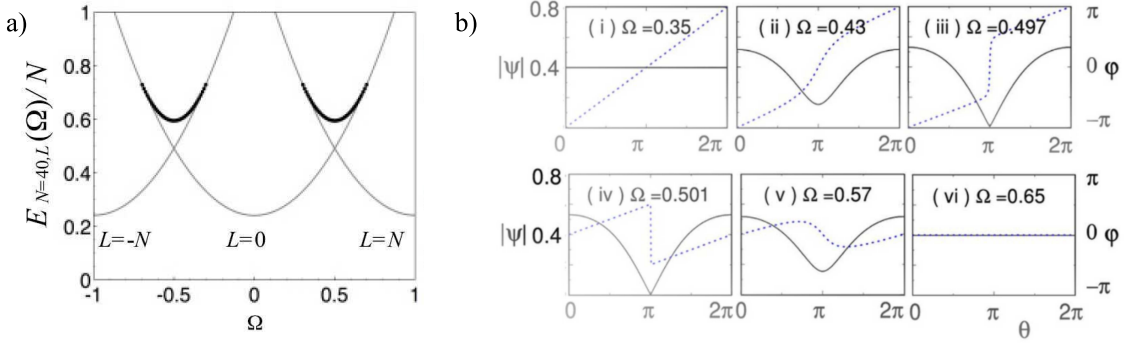 a)
E N=40,L (Ω)/N
1
0.8
0.6
0.4
0.2
0
L=-N
L=0
L=N
-1
-0.5
0
0.5
1
Ω
b)
0.8
|ψ| 0.4
( i ) Ω =0.35
0
π
2π
( ii ) Ω =0.43
0
π
2π
( iii ) Ω =0.497
0
π
2π
π
0 φ
-π
0.8
|ψ| 0.4
( iv ) Ω =0.501
0
π
2π
( v ) Ω =0.57
0
π
2π
( vi ) Ω =0.65
0
π
2π
θ
π
0 φ
-π